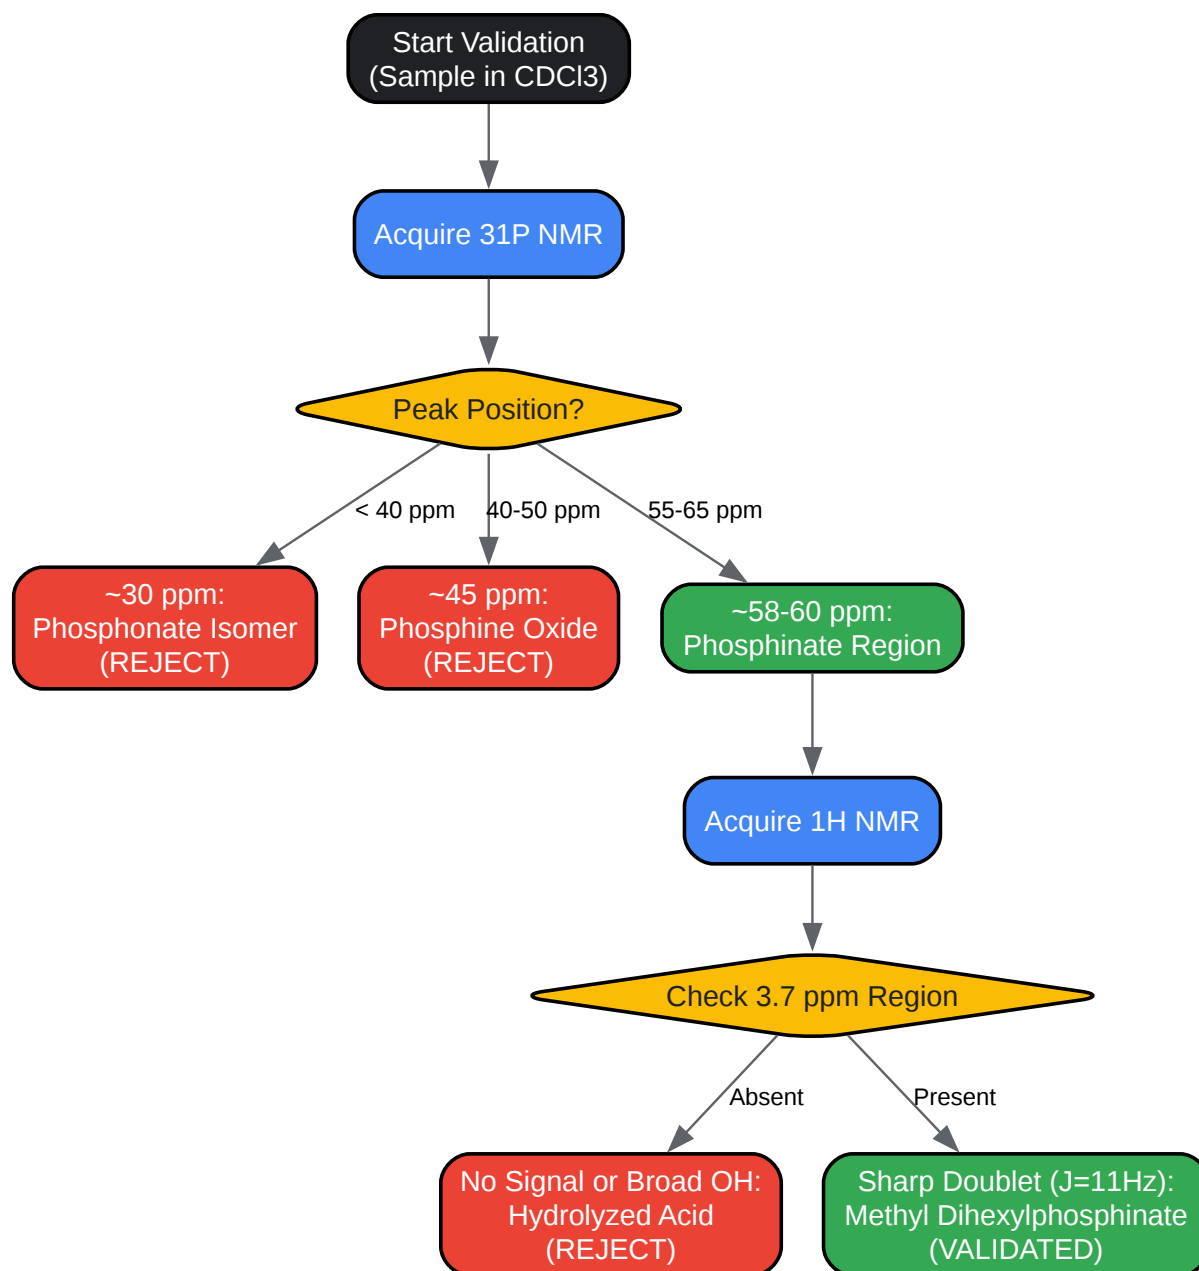 Start Validation
(Sample in CDCl3)
Acquire 31P NMR
Peak Position?
< 40 ppm
40-50 ppm
55-65 ppm
~30 ppm:
Phosphonate Isomer
(REJECT)
~45 ppm:
Phosphine Oxide
(REJECT)
~58-60 ppm:
Phosphinate Region
Acquire 1H NMR
Check 3.7 ppm Region
Absent
Present
No Signal or Broad OH:
Hydrolyzed Acid
(REJECT)
Sharp Doublet (J=11Hz):
Methyl Dihexylphosphinate
(VALIDATED)